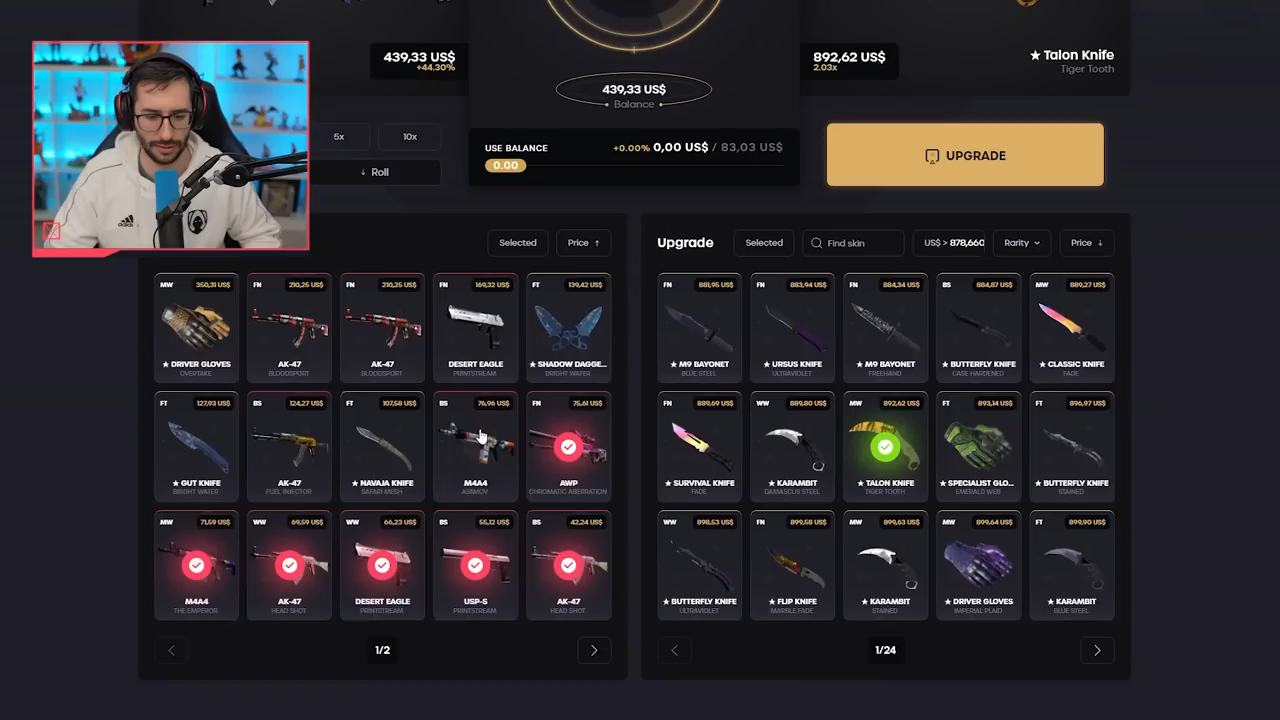 439,33 US$
+44.30%
892,62 US$
2.03x
★ Talon Knife
Tiger Tooth
439,33 US$
Balance
5x
10x
↓ Roll
USE BALANCE
+0.00% 0,00 US$ / 83,03 US$
0.00
UPGRADE
Selected
Price ↑
MW 350,31 US$
★ DRIVER GLOVES
OVERTAKE
FN 210,25 US$
AK-47
BLOODSPORT
FN 210,25 US$
AK-47
BLOODSPORT
FN 169,32 US$
DESERT EAGLE
PRINTSTREAM
FT 139,42 US$
★ SHADOW DAGGE...
BRIGHT WATER
FT 127,93 US$
★ GUT KNIFE
BRIGHT WATER
BS 124,27 US$
AK-47
FUEL INJECTOR
FT 107,58 US$
★ NAVAJA KNIFE
SAFARI MESH
BS 76,96 US$
M4A4
ASIIMOV
FN 75,61 US$
AWP
CHROMATIC ABERRATION
MW 71,59 US$
M4A4
THE EMPEROR
WW 69,59 US$
AK-47
HEAD SHOT
WW 66,23 US$
DESERT EAGLE
PRINTSTREAM
BS 55,12 US$
USP-S
PRINTSTREAM
BS 42,24 US$
AK-47
HEAD SHOT
1/2
Upgrade
Selected
Find skin
US$ > 878,660
Rarity
Price ↓
FN 881,95 US$
★ M9 BAYONET
BLUE STEEL
FN 883,94 US$
★ URSUS KNIFE
ULTRAVIOLET
FN 884,34 US$
★ M9 BAYONET
FREEHAND
BS 884,87 US$
★ BUTTERFLY KNIFE
CASE HARDENED
MW 889,27 US$
★ CLASSIC KNIFE
FADE
FN 889,69 US$
★ SURVIVAL KNIFE
FADE
WW 889,80 US$
★ KARAMBIT
DAMASCUS STEEL
MW 892,62 US$
★ TALON KNIFE
TIGER TOOTH
FT 893,14 US$
★ SPECIALIST GLO...
EMERALD WEB
FT 896,97 US$
★ BUTTERFLY KNIFE
STAINED
WW 898,53 US$
★ BUTTERFLY KNIFE
ULTRAVIOLET
FN 899,58 US$
★ FLIP KNIFE
MARBLE FADE
MW 899,63 US$
★ KARAMBIT
STAINED
MW 899,64 US$
★ DRIVER GLOVES
IMPERIAL PLAID
FT 899,90 US$
★ KARAMBIT
BLUE STEEL
1/24
adidas